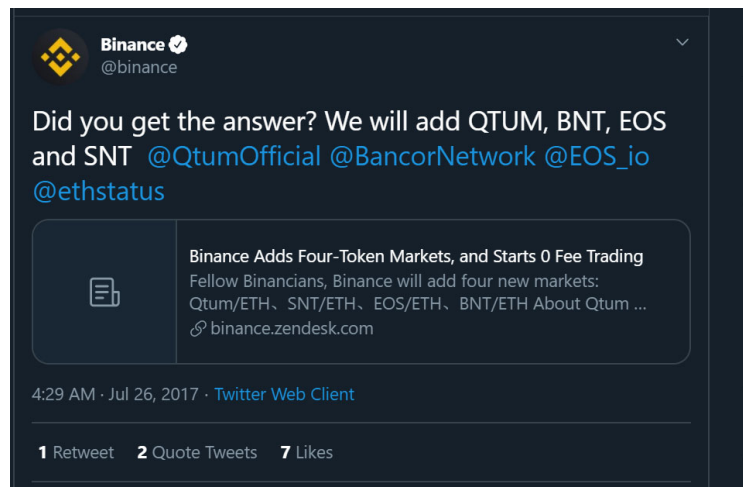 Binance
@binance
Did you get the answer? We will add QTUM, BNT, EOS
and SNT @QtumOfficial @BancorNetwork @EOS_io
@ethstatus
Binance Adds Four-Token Markets, and Starts 0 Fee Trading
Fellow Binancians, Binance will add four new markets:
Qtum/ETH、SNT/ETH、EOS/ETH、BNT/ETH About Qtum ...
binance.zendesk.com
4:29 AM · Jul 26, 2017 · Twitter Web Client
1 Retweet 2 Quote Tweets 7 Likes